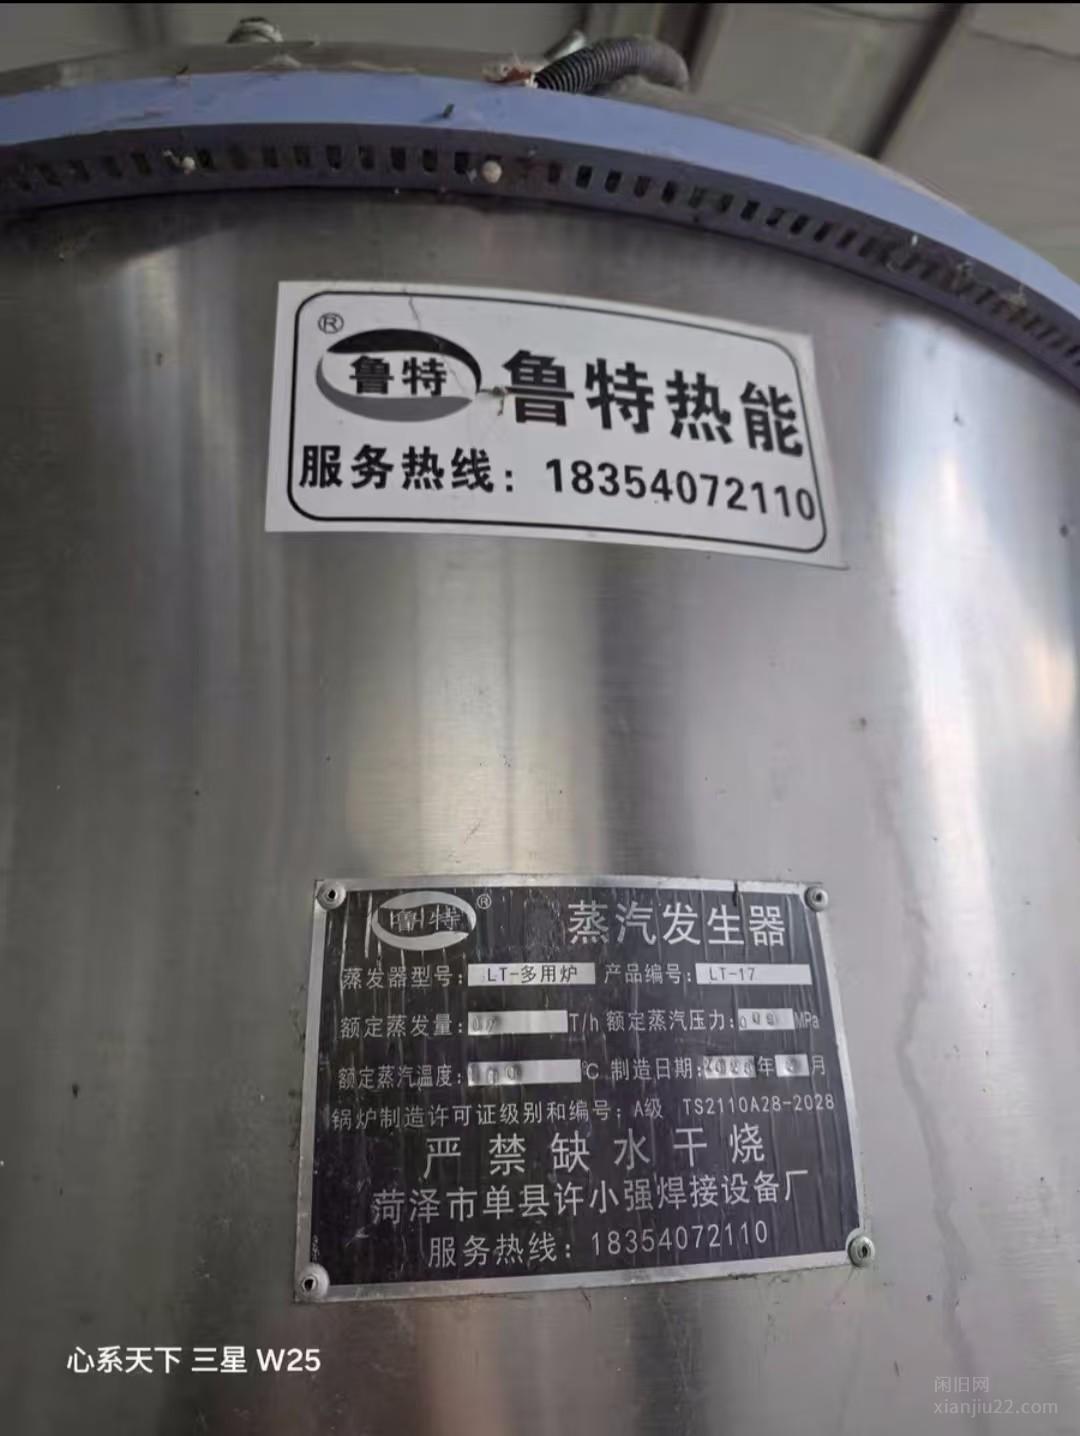 ®
鲁特 鲁特热能
服务热线：18354072110
鲁特® 蒸汽发生器
蒸发器型号：LT-多用炉 产品编号：LT-17
额定蒸发量： T/h 额定蒸汽压力： MPa
额定蒸汽温度： ℃ 制造日期： 年 月
锅炉制造许可证级别和编号；A级 TS2110A28-2028
严禁缺水干烧
菏泽市单县许小强焊接设备厂
服务热线：18354072110
心系天下 三星 W25
闲旧网
xianjiu22.com